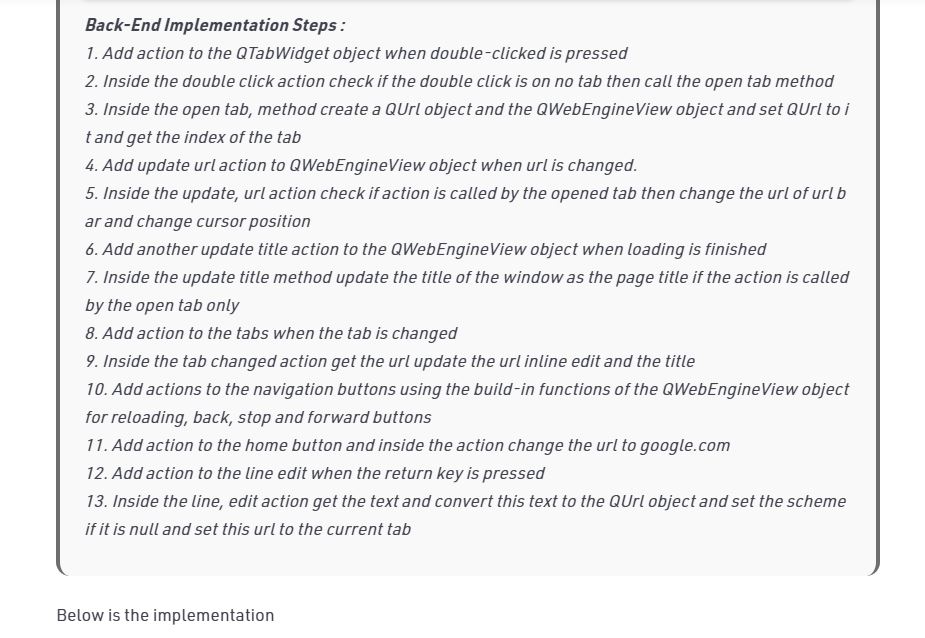 Back-End Implementation Steps :
1. Add action to the QTabWidget object when double-clicked is pressed
2. Inside the double click action check if the double click is on no tab then call the open tab method
3. Inside the open tab, method create a QUrl object and the QWebEngineView object and set QUrl to i
t and get the index of the tab
4. Add update url action to QWebEngineView object when url is changed.
5. Inside the update, url action check if action is called by the opened tab then change the url of url b
ar and change cursor position
6. Add another update title action to the QWebEngineView object when loading is finished
7. Inside the update title method update the title of the window as the page title if the action is called
by the open tab only
8. Add action to the tabs when the tab is changed
9. Inside the tab changed action get the url update the url inline edit and the title
10. Add actions to the navigation buttons using the build-in functions of the QWebEngineView object
for reloading, back, stop and forward buttons
11. Add action to the home button and inside the action change the url to google.com
12. Add action to the line edit when the return key is pressed
13. Inside the line, edit action get the text and convert this text to the QUrl object and set the scheme
if it is null and set this url to the current tab
Below is the implementation